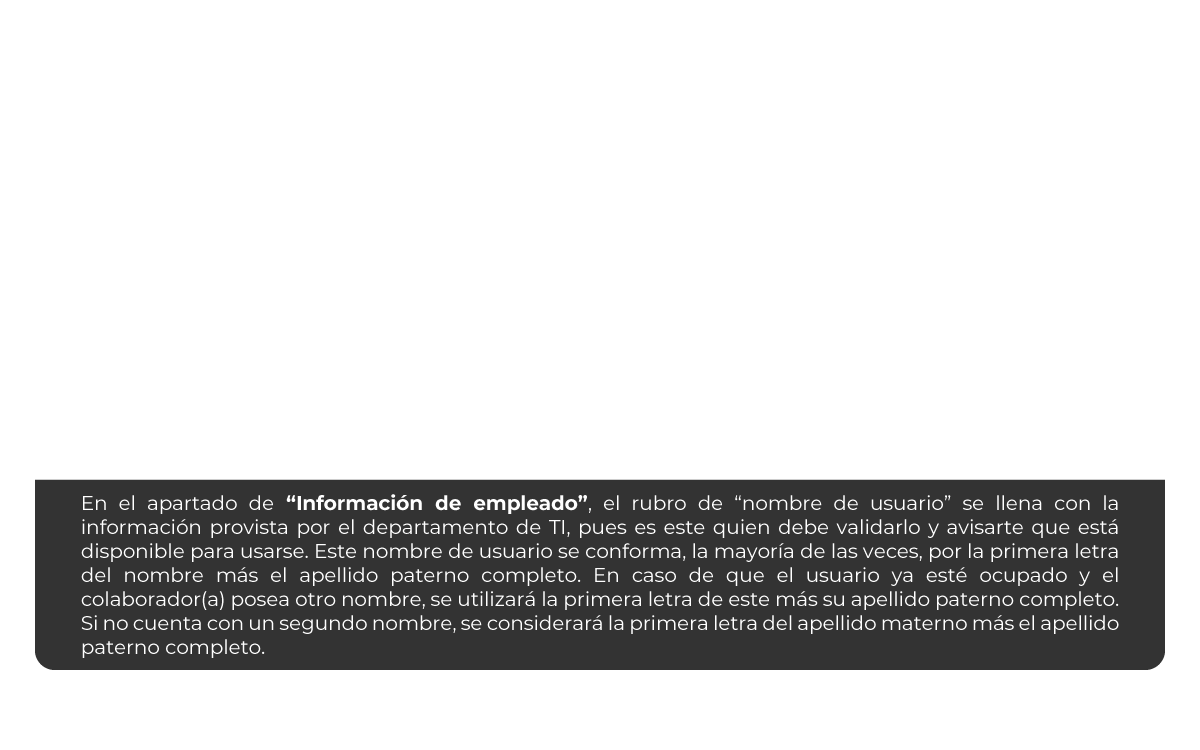 En el apartado de “Información de empleado”, el rubro de “nombre de usuario” se llena con la
información provista por el departamento de TI, pues es este quien debe validarlo y avisarte que está
disponible para usarse. Este nombre de usuario se conforma, la mayoría de las veces, por la primera letra
del nombre más el apellido paterno completo. En caso de que el usuario ya esté ocupado y el
colaborador(a) posea otro nombre, se utilizará la primera letra de este más su apellido paterno completo.
Si no cuenta con un segundo nombre, se considerará la primera letra del apellido materno más el apellido
paterno completo.